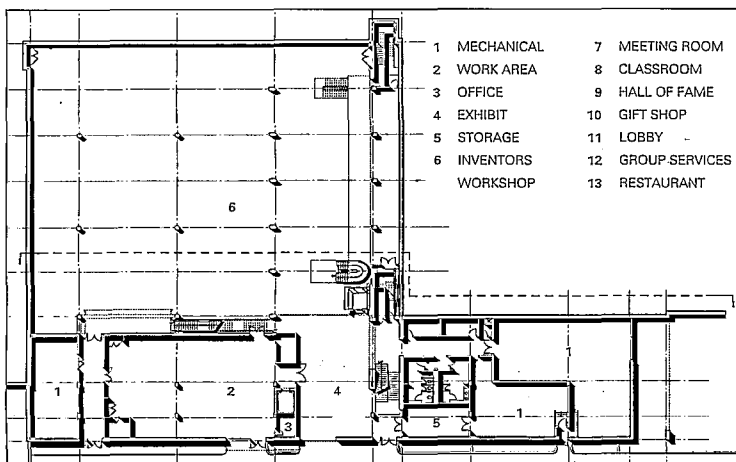 1 MECHANICAL
2 WORK AREA
3 OFFICE
4 EXHIBIT
5 STORAGE
6 INVENTORS
WORKSHOP
7 MEETING ROOM
8 CLASSROOM
9 HALL OF FAME
10 GIFT SHOP
11 LOBBY
12 GROUP SERVICES
13 RESTAURANT
6
1
1
2
4
1
5
3